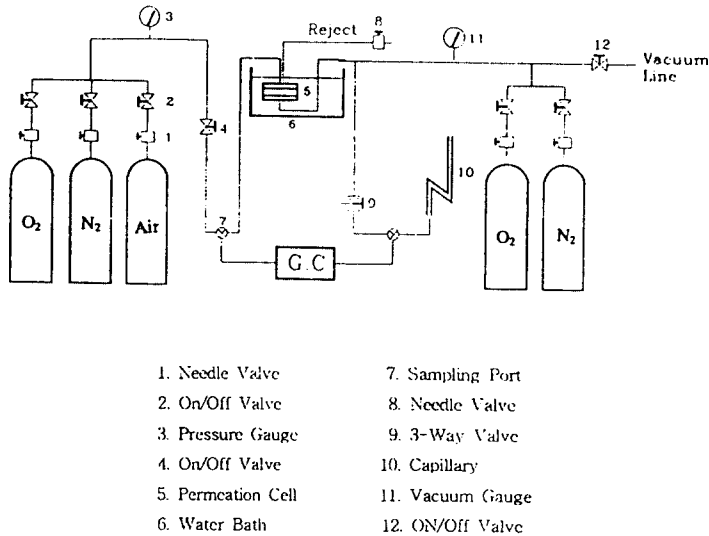 3
8
Reject
11
12
Vacuum
Line
2
5
1
4
6
10
9
7
O₂
N₂
Air
G.C
O₂
N₂
1. Needle Valve
2. On/Off Valve
3. Pressure Gauge
4. On/Off Valve
5. Permeation Cell
6. Water Bath
7. Sampling Port
8. Needle Valve
9. 3-Way Valve
10. Capillary
11. Vacuum Gauge
12. ON/Off Valve